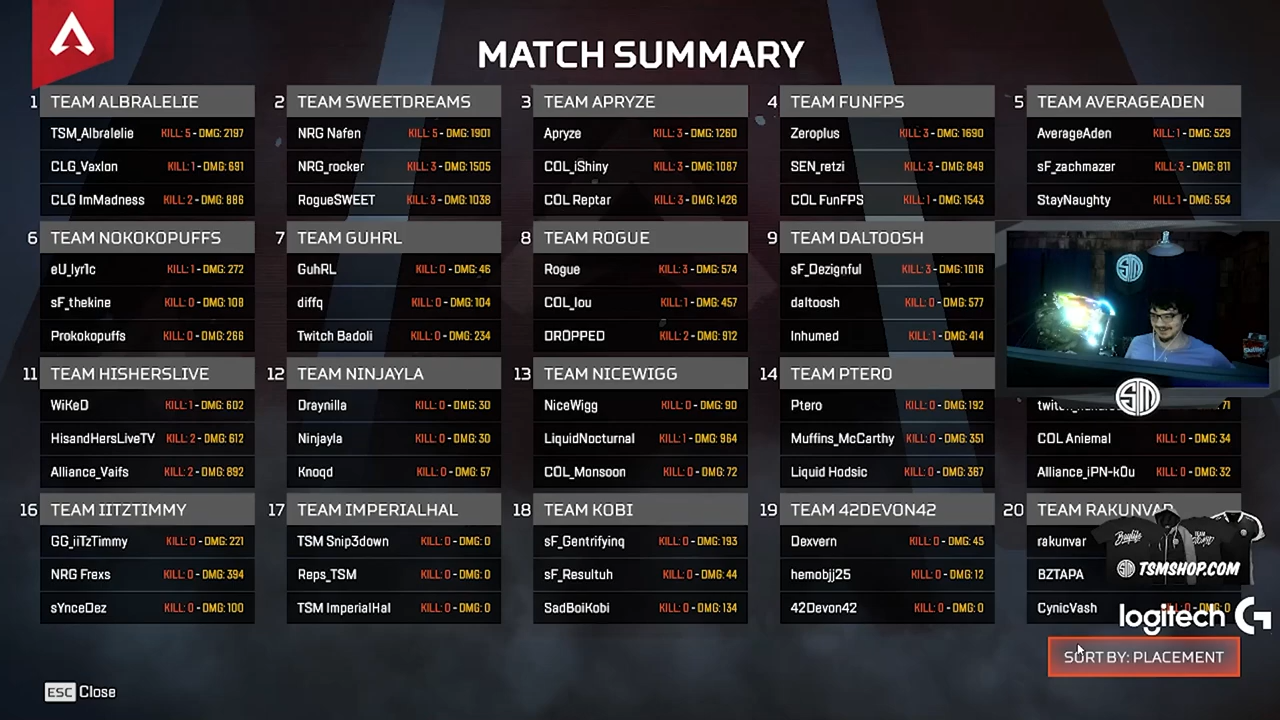 MATCH SUMMARY
1 TEAM ALBRALELIE
TSM_Albralelie KILL: 5 - DMG: 2197
CLG_Vaxlon KILL: 1 - DMG: 691
CLG ImMadness KILL: 2 - DMG: 886
2 TEAM SWEETDREAMS
NRG Nafen KILL: 5 - DMG: 1901
NRG_rocker KILL: 3 - DMG: 1505
RogueSWEET KILL: 3 - DMG: 1038
3 TEAM APRYZE
Apryze KILL: 3 - DMG: 1260
COL_iShiny KILL: 3 - DMG: 1087
COL Reptar KILL: 3 - DMG: 1426
4 TEAM FUNFPS
Zeroplus KILL: 3 - DMG: 1690
SEN_retzi KILL: 3 - DMG: 849
COL FunFPS KILL: 1 - DMG: 1543
5 TEAM AVERAGEADEN
AverageAden KILL: 1 - DMG: 529
sF_zachmazer KILL: 3 - DMG: 811
StayNaughty KILL: 1 - DMG: 554
6 TEAM NOKOKOPUFFS
eU_lyr1c KILL: 1 - DMG: 272
sF_thekine KILL: 0 - DMG: 108
Prokokopuffs KILL: 0 - DMG: 266
7 TEAM GUHRL
GuhRL KILL: 0 - DMG: 46
diffq KILL: 0 - DMG: 104
Twitch Badoli KILL: 0 - DMG: 234
8 TEAM ROGUE
Rogue KILL: 3 - DMG: 574
COL_lou KILL: 1 - DMG: 457
DRÖPPED KILL: 2 - DMG: 912
9 TEAM DALTOOSH
sF_Dezignful KILL: 3 - DMG: 1016
daltoosh KILL: 0 - DMG: 577
Inhumed KILL: 1 - DMG: 414
TSM
TSM
11 TEAM HISHERSLIVE
WiKeD KILL: 1 - DMG: 602
HisandHersLiveTV KILL: 2 - DMG: 612
Alliance_Vaifs KILL: 2 - DMG: 892
12 TEAM NINJAYLA
Draynilla KILL: 0 - DMG: 30
Ninjayla KILL: 0 - DMG: 30
Knoqd KILL: 0 - DMG: 57
13 TEAM NICEWIGG
NiceWigg KILL: 0 - DMG: 90
LiquidNocturnal KILL: 1 - DMG: 964
COL_Monsoon KILL: 0 - DMG: 72
14 TEAM PTERO
Ptero KILL: 0 - DMG: 192
Muffins_McCarthy KILL: 0 - DMG: 351
Liquid Hodsic KILL: 0 - DMG: 367
71
COL Aniemal KILL: 0 - DMG: 34
Alliance_iPN-k0u KILL: 0 - DMG: 32
16 TEAM IITZTIMMY
GG_iiTzTimmy KILL: 0 - DMG: 221
NRG Frexs KILL: 0 - DMG: 394
sYnceDez KILL: 0 - DMG: 100
17 TEAM IMPERIALHAL
TSM Snip3down KILL: 0 - DMG: 0
Reps_TSM KILL: 0 - DMG: 0
TSM ImperialHal KILL: 0 - DMG: 0
18 TEAM KOBI
sF_Gentrifyinq KILL: 0 - DMG: 193
sF_Resultuh KILL: 0 - DMG: 44
SadBoiKobi KILL: 0 - DMG: 134
19 TEAM 42DEVON42
Dexvern KILL: 0 - DMG: 45
hemobjj25 KILL: 0 - DMG: 12
42Devon42 KILL: 0 - DMG: 0
20 TEAM RAKUNVAR
rakunvar
BZTAPA
CynicVash
TSMSHOP.COM
logitech G
SORT BY: PLACEMENT
ESC Close